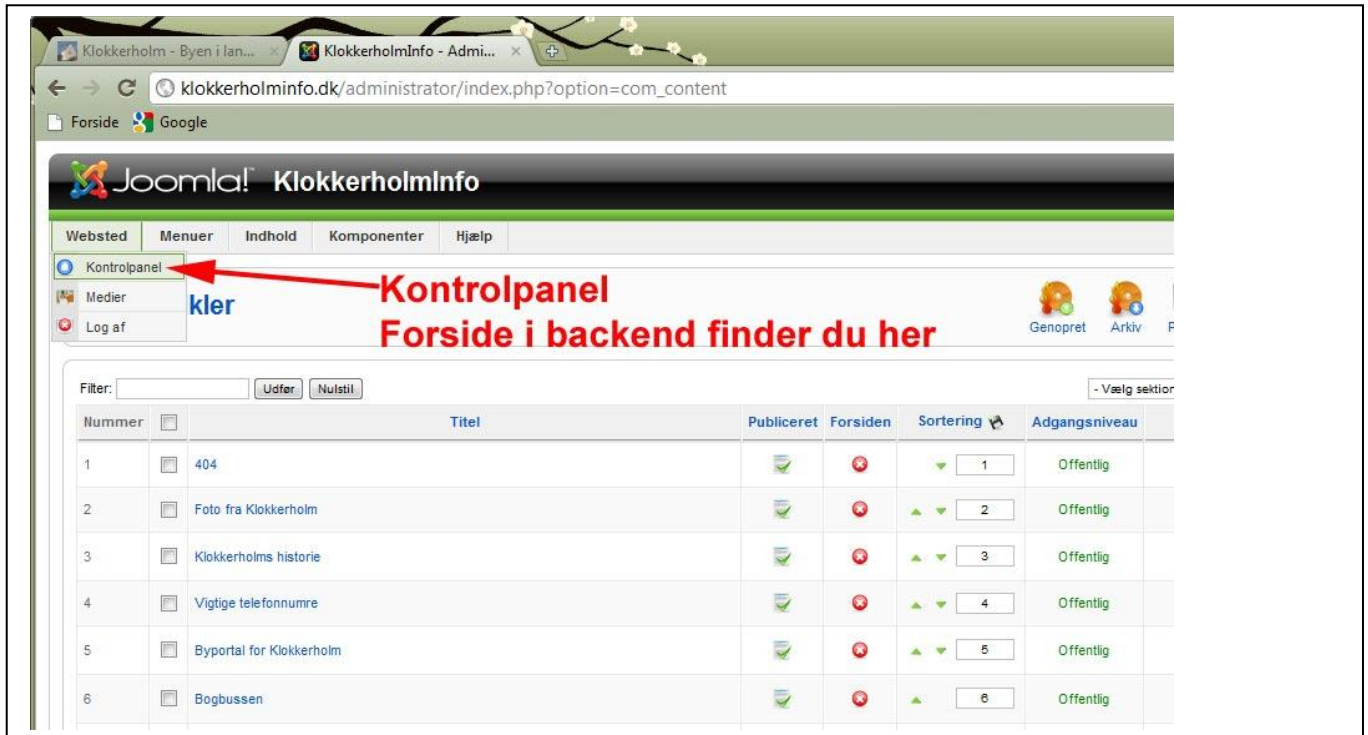 Klokkerholm - Byen i lan...
KlokkerholmInfo - Admi...
klokkerholminfo.dk/administrator/index.php?option=com_content
Forside Google
Joomla! KlokkerholmInfo
Websted Menuer Indhold Komponenter Hjælp
Kontrolpanel
Medier
Log af
kler
Kontrolpanel
Forside i backend finder du her
Genopret Arkiv
Filter: Udfør Nulstil - Vælg sektion
Nummer Titel Publiceret Forsiden Sortering Adgangsniveau
1 404 1 Offentlig
2 Foto fra Klokkerholm 2 Offentlig
3 Klokkerholms historie 3 Offentlig
4 Vigtige telefonnumre 4 Offentlig
5 Byportal for Klokkerholm 5 Offentlig
6 Bogbussen 6 Offentlig